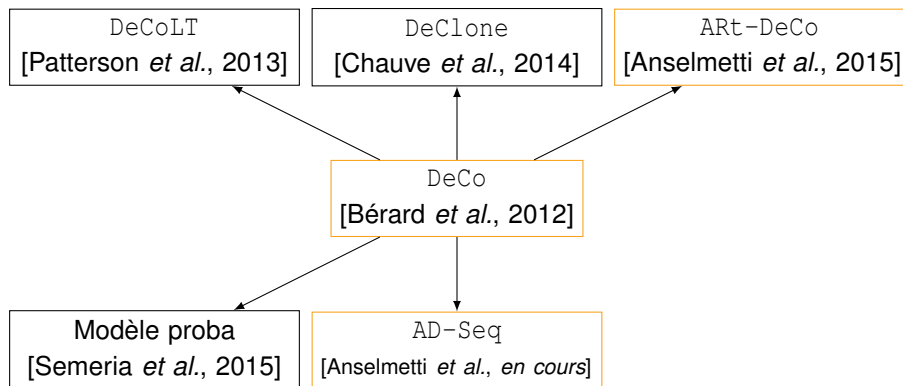 DeCoLT
[Patterson et al., 2013]
DeClone
[Chauve et al., 2014]
ARt-DeCo
[Anselmetti et al., 2015]
DeCo
[Bérard et al., 2012]
Modèle proba
[Semeria et al., 2015]
AD-Seq
[Anselmetti et al., en cours]